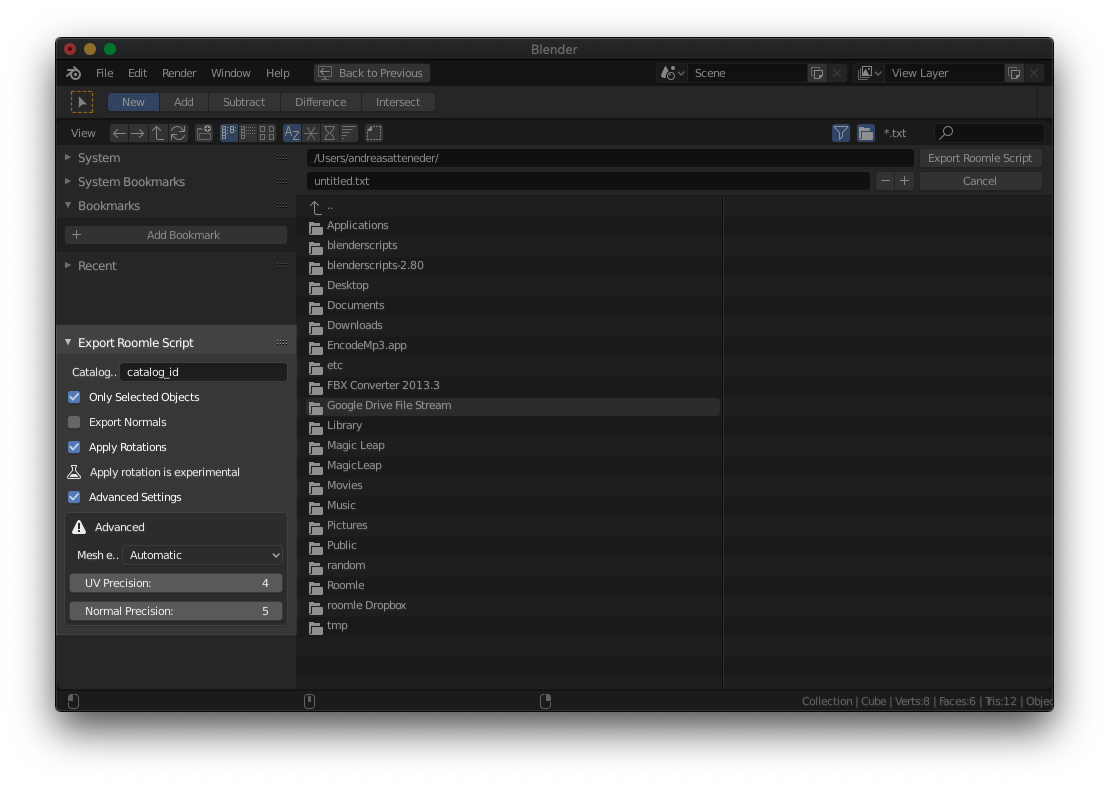 Blender
File Edit Render Window Help Back to Previous Scene View Layer
New Add Subtract Difference Intersect
View AZ *.txt
System
System Bookmarks
Bookmarks
+ Add Bookmark
Recent
Export Roomle Script
Catalog.. catalog_id
Only Selected Objects
Export Normals
Apply Rotations
Apply rotation is experimental
Advanced Settings
Advanced
Mesh e.. Automatic
UV Precision: 4
Normal Precision: 5
/Users/andreasatteneder/ Export Roomle Script
untitled.txt − + Cancel
..
Applications
blenderscripts
blenderscripts-2.80
Desktop
Documents
Downloads
EncodeMp3.app
etc
FBX Converter 2013.3
Google Drive File Stream
Library
Magic Leap
MagicLeap
Movies
Music
Pictures
Public
random
Roomle
roomle Dropbox
tmp
Collection | Cube | Verts:8 | Faces:6 | Tris:12 | Objec